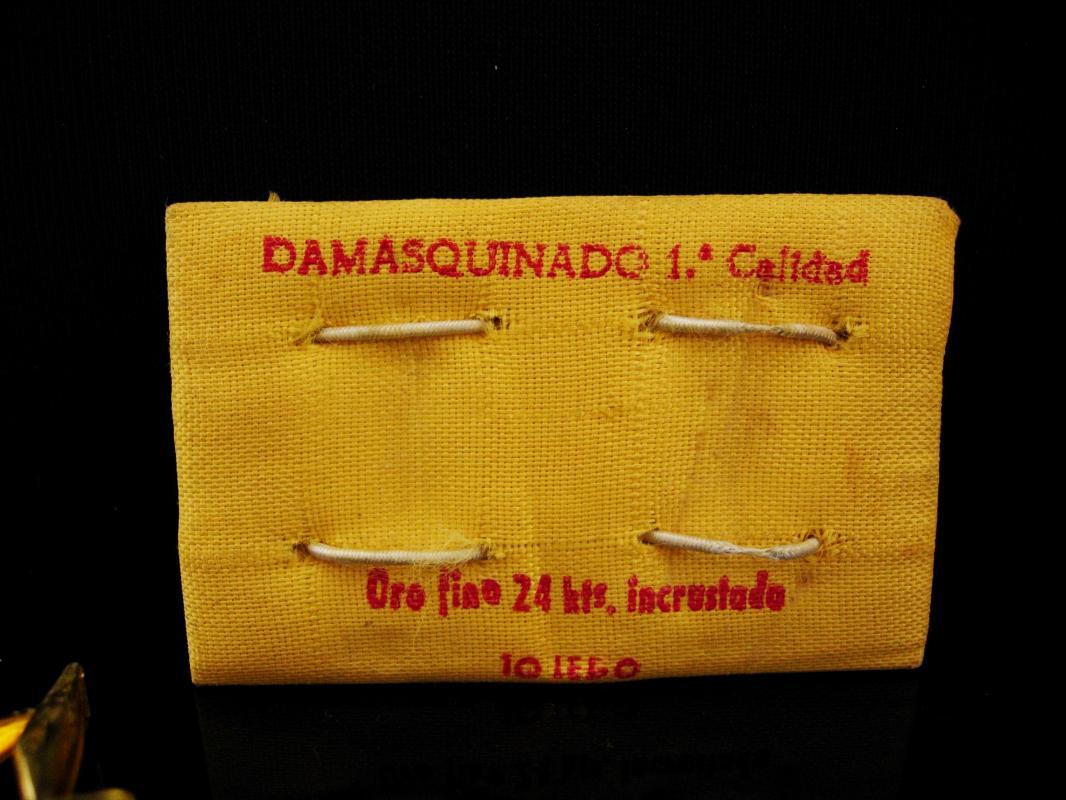 DAMASQUINADO 1.ª Calidad
Oro fino 24 kts. incrustado
TOLEDO